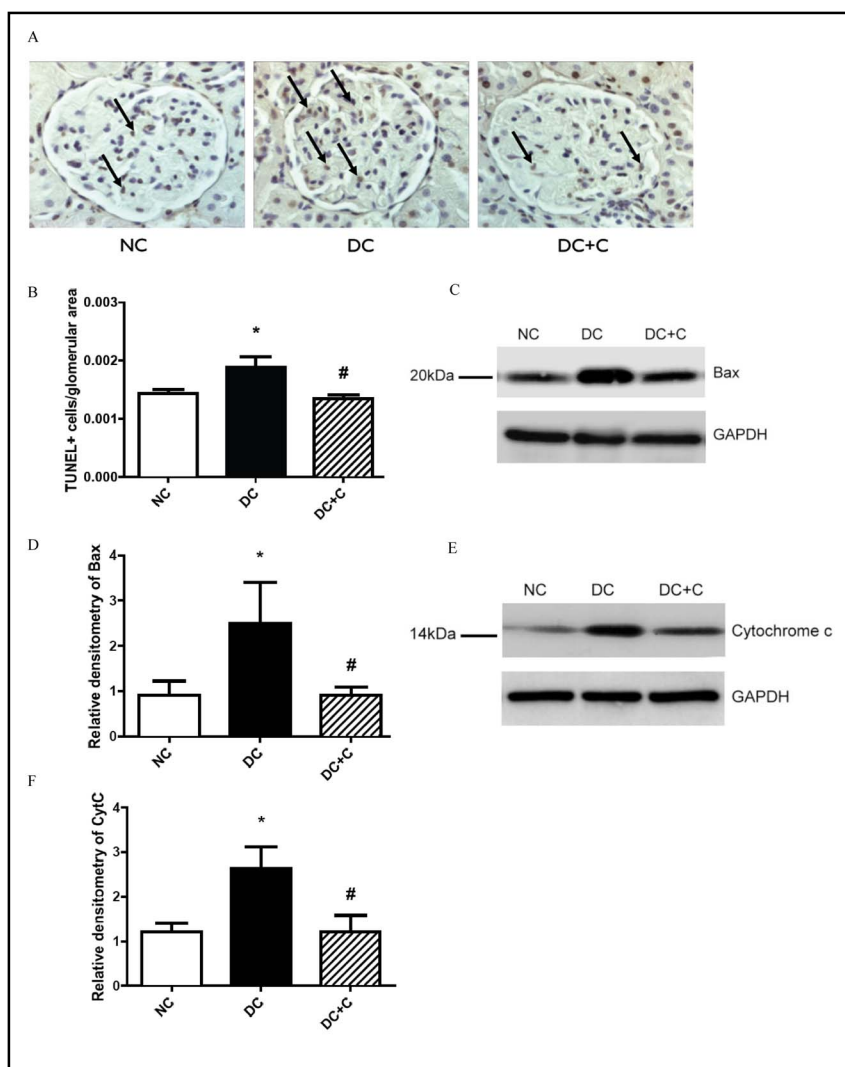 A
NC DC DC+C
B
TUNEL+ cells/glomerular area
0.003
0.002
0.001
0.000
*
#
NC DC DC+C
C
NC DC DC+C
20kDa
Bax
GAPDH
D
Relative densitometry of Bax
4
3
2
1
0
*
#
NC DC DC+C
E
NC DC DC+C
14kDa
Cytochrome c
GAPDH
F
Relative densitometry of CytC
4
3
2
1
0
*
#
NC DC DC+C